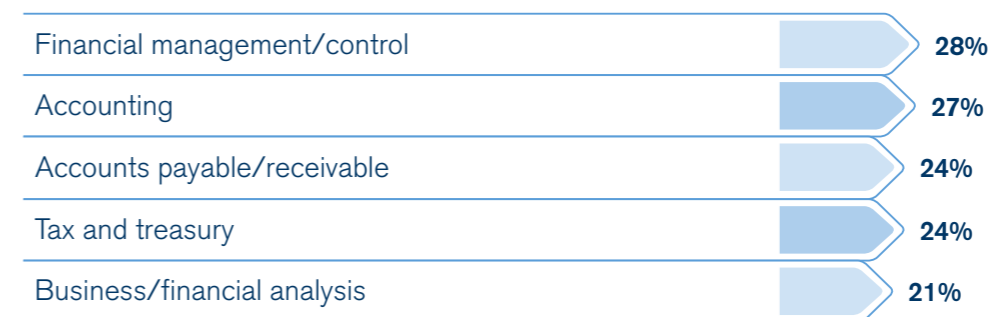 Financial management/control 28%
Accounting 27%
Accounts payable/receivable 24%
Tax and treasury 24%
Business/financial analysis 21%